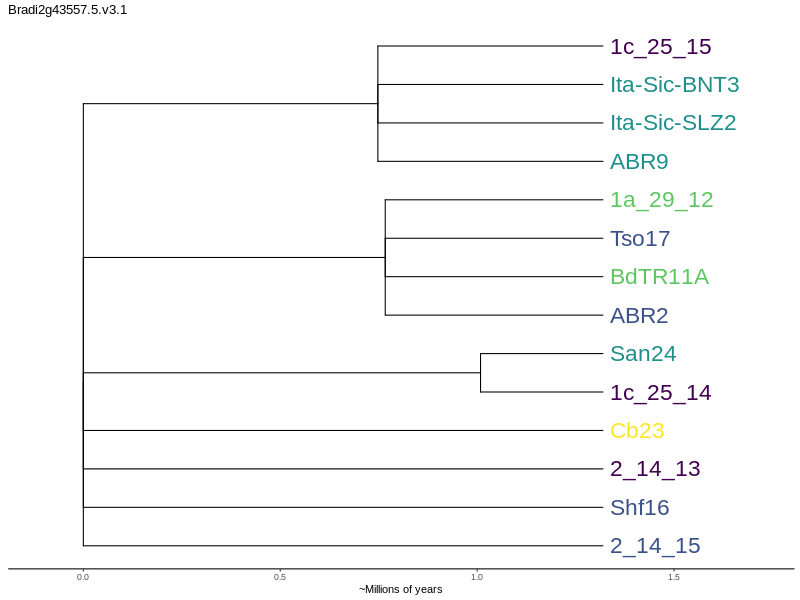 Bradi2g43557.5.v3.1
1c_25_15
Ita-Sic-BNT3
Ita-Sic-SLZ2
ABR9
1a_29_12
Tso17
BdTR11A
ABR2
San24
1c_25_14
Cb23
2_14_13
Shf16
2_14_15
0.0 0.5 1.0 1.5
~Millions of years